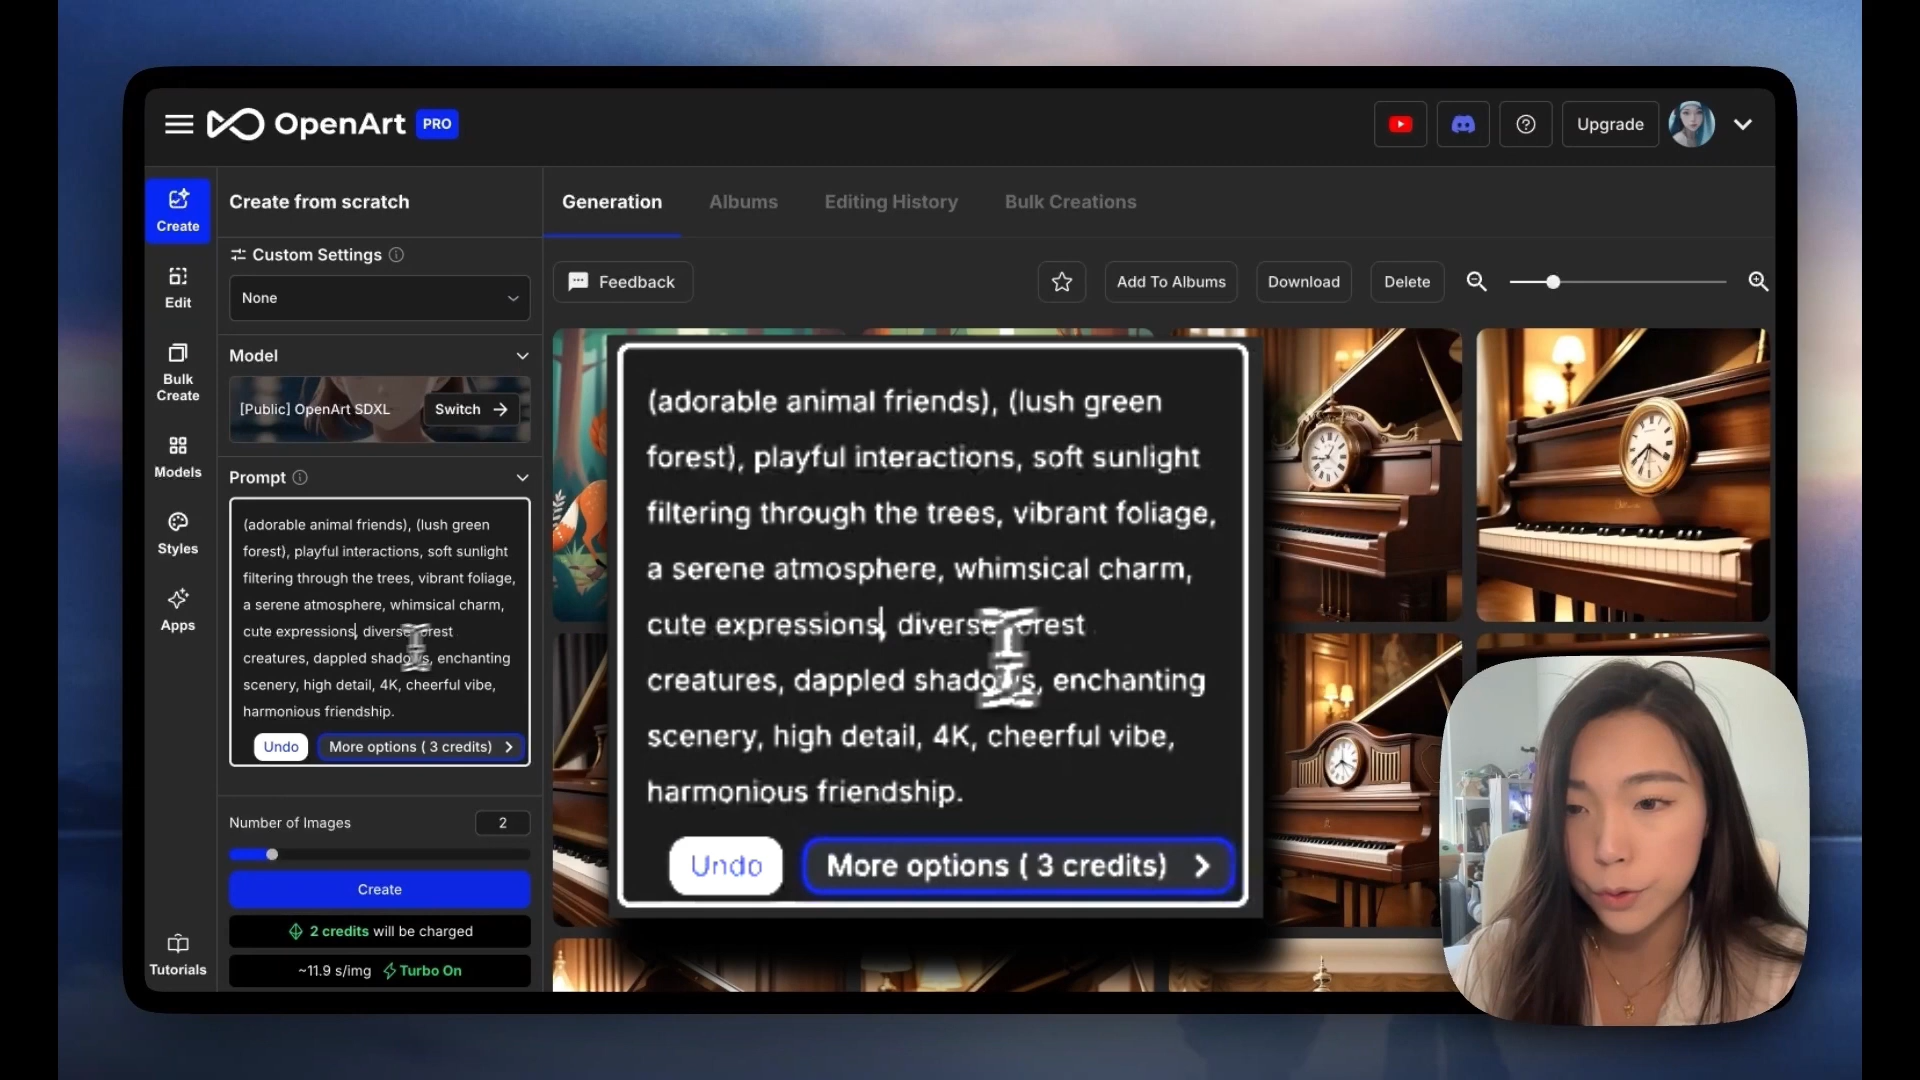 OpenArt PRO
Upgrade
Create
Edit
Bulk
Create
Models
Styles
Apps
Tutorials
Create from scratch
Custom Settings
None
Model
[Public] OpenArt SDXL
Switch
Prompt
(adorable animal friends), (lush green
forest), playful interactions, soft sunlight
filtering through the trees, vibrant foliage,
a serene atmosphere, whimsical charm,
cute expressions, diverse forest
creatures, dappled shadows, enchanting
scenery, high detail, 4K, cheerful vibe,
harmonious friendship.
Undo
More options ( 3 credits)
Number of Images
2
Create
2 credits will be charged
~11.9 s/img
Turbo On
Generation
Albums
Editing History
Bulk Creations
Feedback
Add To Albums
Download
Delete
(adorable animal friends), (lush green
forest), playful interactions, soft sunlight
filtering through the trees, vibrant foliage,
a serene atmosphere, whimsical charm,
cute expressions, diverse forest
creatures, dappled shadows, enchanting
scenery, high detail, 4K, cheerful vibe,
harmonious friendship.
Undo
More options ( 3 credits)